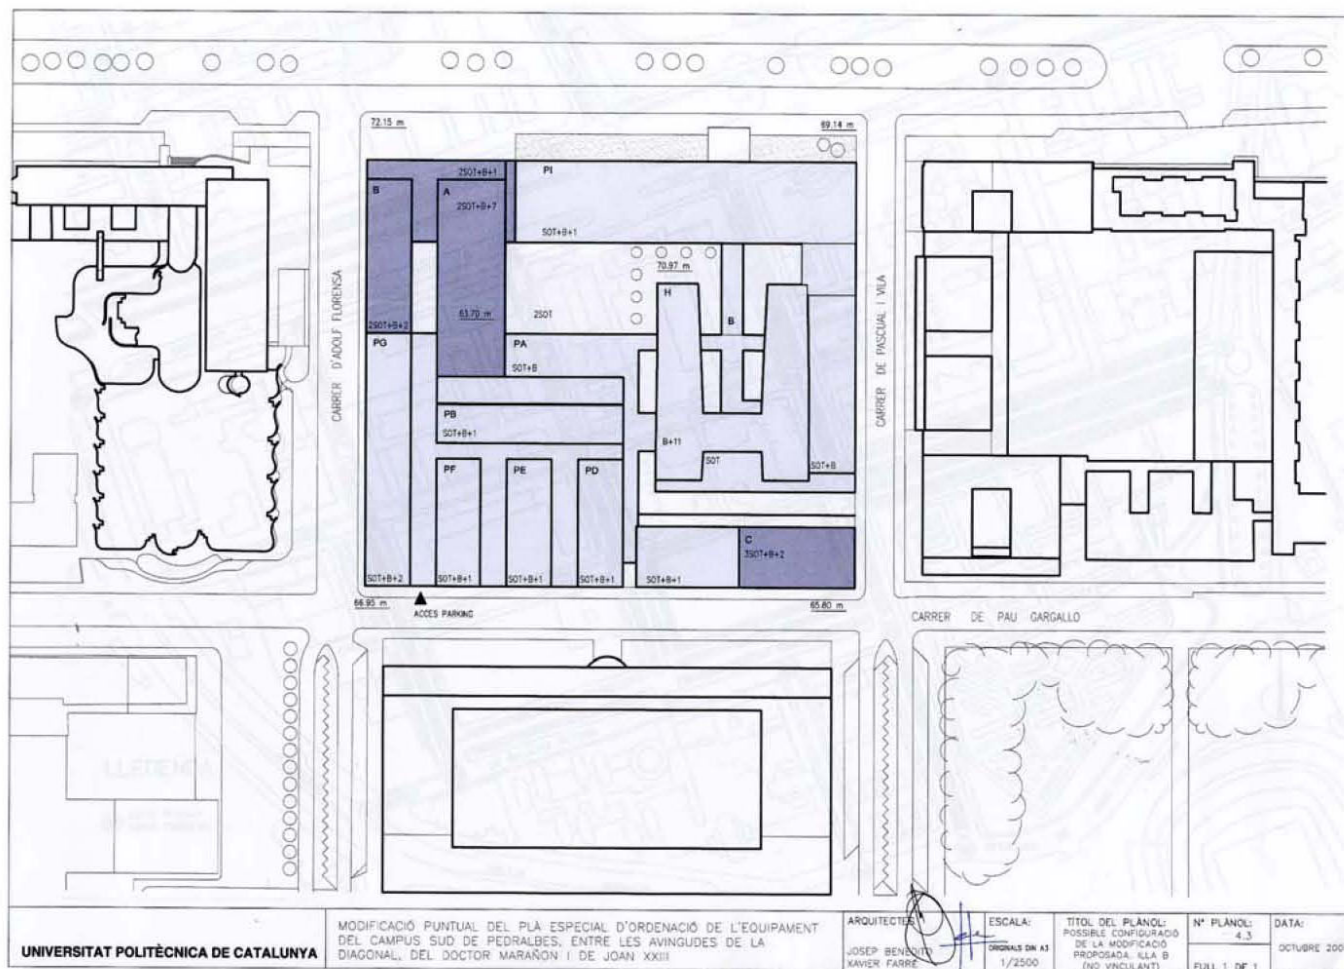 72.15 m
69.14 m
2SOT+B+1
PI
B
A
2SOT+B+7
SOT+B+1
CARRER D'ADOLF FLORENSA
70.97 m
H
63.70 m
2SOT
B
2SOT+B+2
PG
PA
SOT+B
CARRER DE PASCUAL I VILA
PB
SOT+B+1
B+11
SOT
SOT+B
PF
PE
PD
C
3SOT+B+2
SOT+B+2
SOT+B+1
SOT+B+1
SOT+B+1
SOT+B+1
66.95 m
65.80 m
ACCES PARKING
CARRER DE PAU GARGALLO
UNIVERSITAT POLITÈCNICA DE CATALUNYA
MODIFICACIÓ PUNTUAL DEL PLÀ ESPECIAL D'ORDENACIÓ DE L'EQUIPAMENT
DEL CAMPUS SUD DE PEDRALBES, ENTRE LES AVINGUDES DE LA
DIAGONAL, DEL DOCTOR MARAÑÓN I DE JOAN XXIII
ARQUITECTES
JOSEP BENEDITO
XAVIER FARRÉ
ESCALA:
ORIGINALS DIN A3
1/2500
TÍTOL DEL PLÀNOL:
POSSIBLE CONFIGURACIÓ
DE LA MODIFICACIÓ
PROPOSADA. ILLA B
(NO VINCULANT)
Nº PLÀNOL:
4.3
FULL 1 DE 1
DATA:
OCTUBRE 200